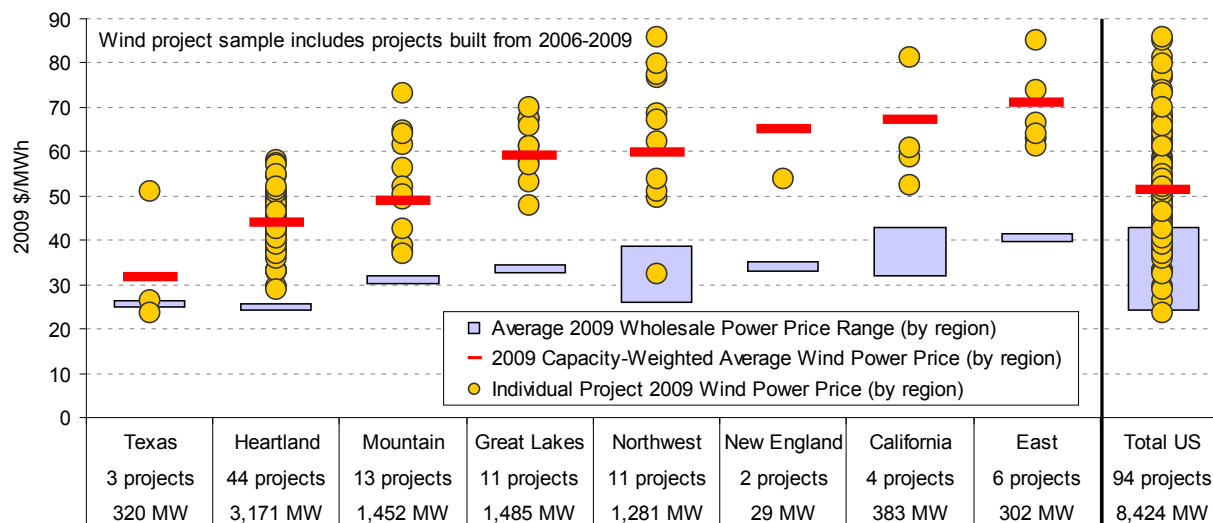 90
80
70
60
50
40
30
20
10
0
2009 $/MWh
Wind project sample includes projects built from 2006-2009
Average 2009 Wholesale Power Price Range (by region)
2009 Capacity-Weighted Average Wind Power Price (by region)
Individual Project 2009 Wind Power Price (by region)
Texas Heartland Mountain Great Lakes Northwest New England California East Total US
3 projects 44 projects 13 projects 11 projects 11 projects 2 projects 4 projects 6 projects 94 projects
320 MW 3,171 MW 1,452 MW 1,485 MW 1,281 MW 29 MW 383 MW 302 MW 8,424 MW